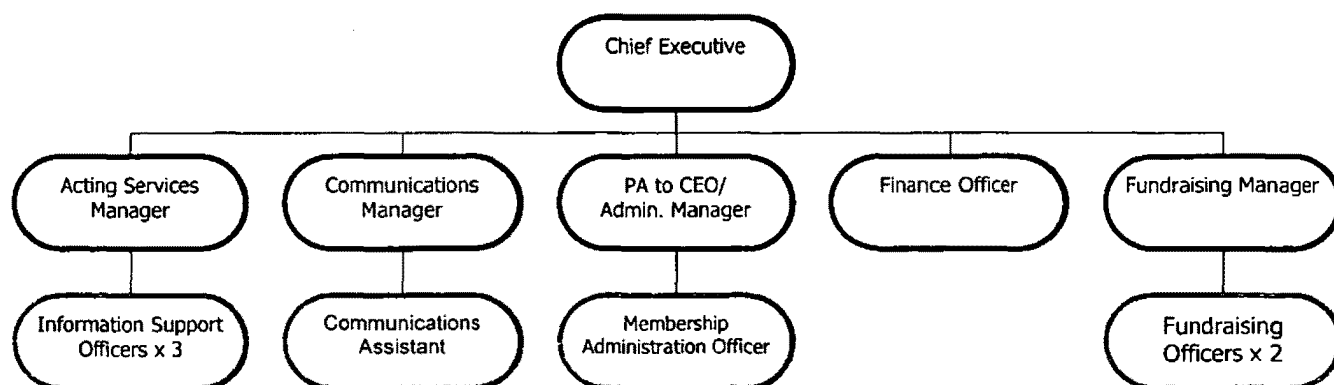 Chief Executive
Acting Services
Manager
Communications
Manager
PA to CEO/
Admin. Manager
Finance Officer
Fundraising Manager
Information Support
Officers x 3
Communications
Assistant
Membership
Administration Officer
Fundraising
Officers x 2